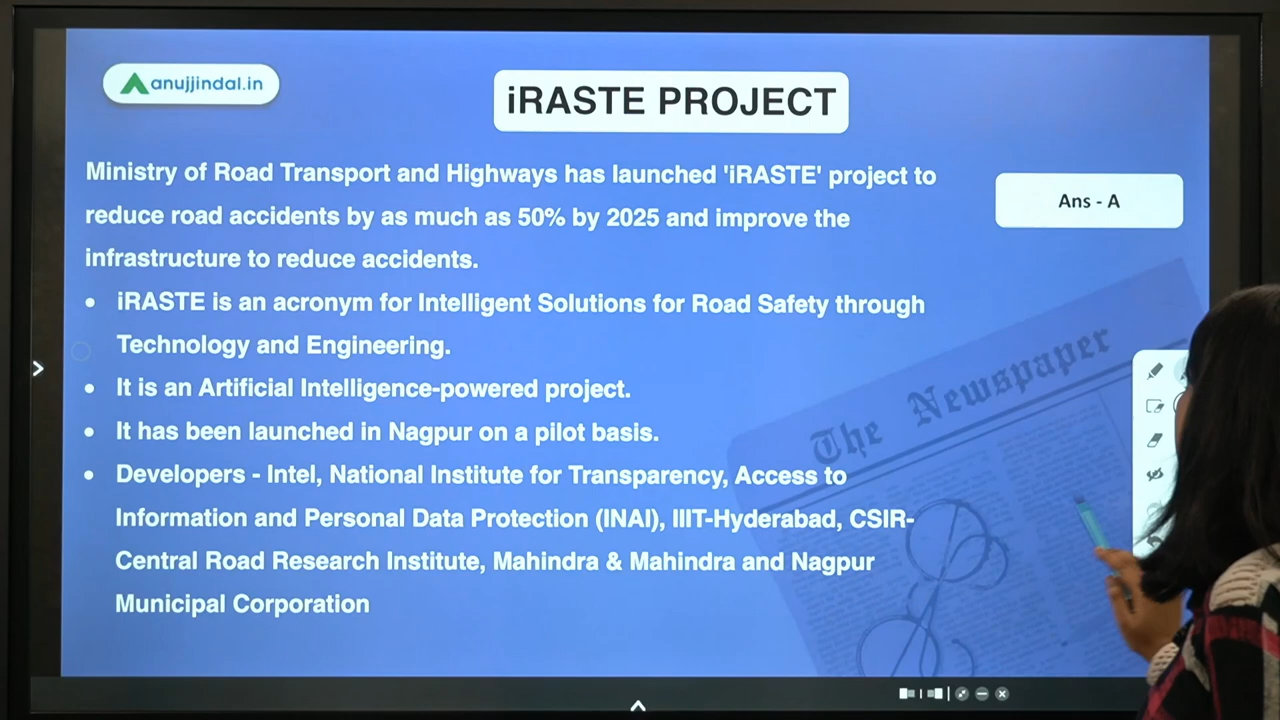 anujjindal.in
iRASTE PROJECT
Ministry of Road Transport and Highways has launched 'iRASTE' project to
reduce road accidents by as much as 50% by 2025 and improve the
infrastructure to reduce accidents.
Ans - A
• iRASTE is an acronym for Intelligent Solutions for Road Safety through
Technology and Engineering.
• It is an Artificial Intelligence-powered project.
• It has been launched in Nagpur on a pilot basis.
• Developers - Intel, National Institute for Transparency, Access to
Information and Personal Data Protection (INAI), IIIT-Hyderabad, CSIR-
Central Road Research Institute, Mahindra & Mahindra and Nagpur
Municipal Corporation
The Newspaper